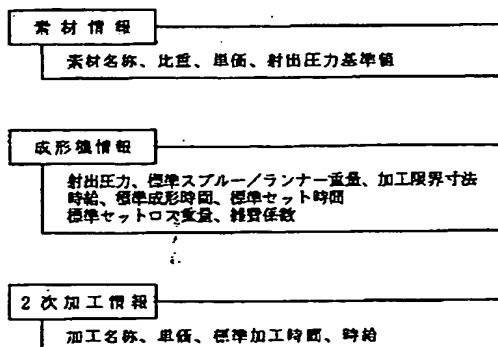 素材情報
素材名称、比重、単価、射出圧力基準値
成形機情報
射出圧力、標準スプルー/ランナー重量、加工限界寸法
時給、標準成形時間、標準セット時間
標準セットロス重量、雑費係数
2次加工情報
加工名称、単価、標準加工時間、時給